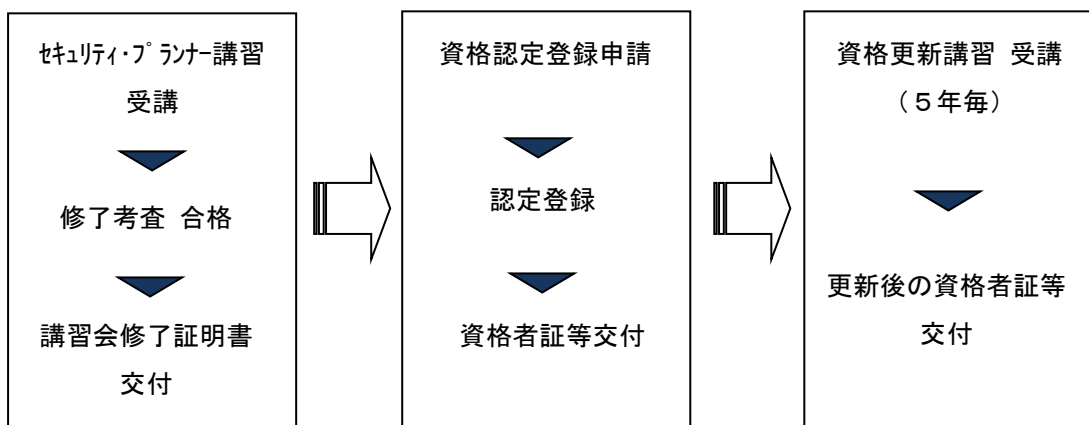 ｾｷｭﾘﾃｨ・ﾌﾟﾗﾝﾅｰ講習
受講
修了考査 合格
講習会修了証明書
交付
資格認定登録申請
認定登録
資格者証等交付
資格更新講習 受講
（５年毎）
更新後の資格者証等
交付